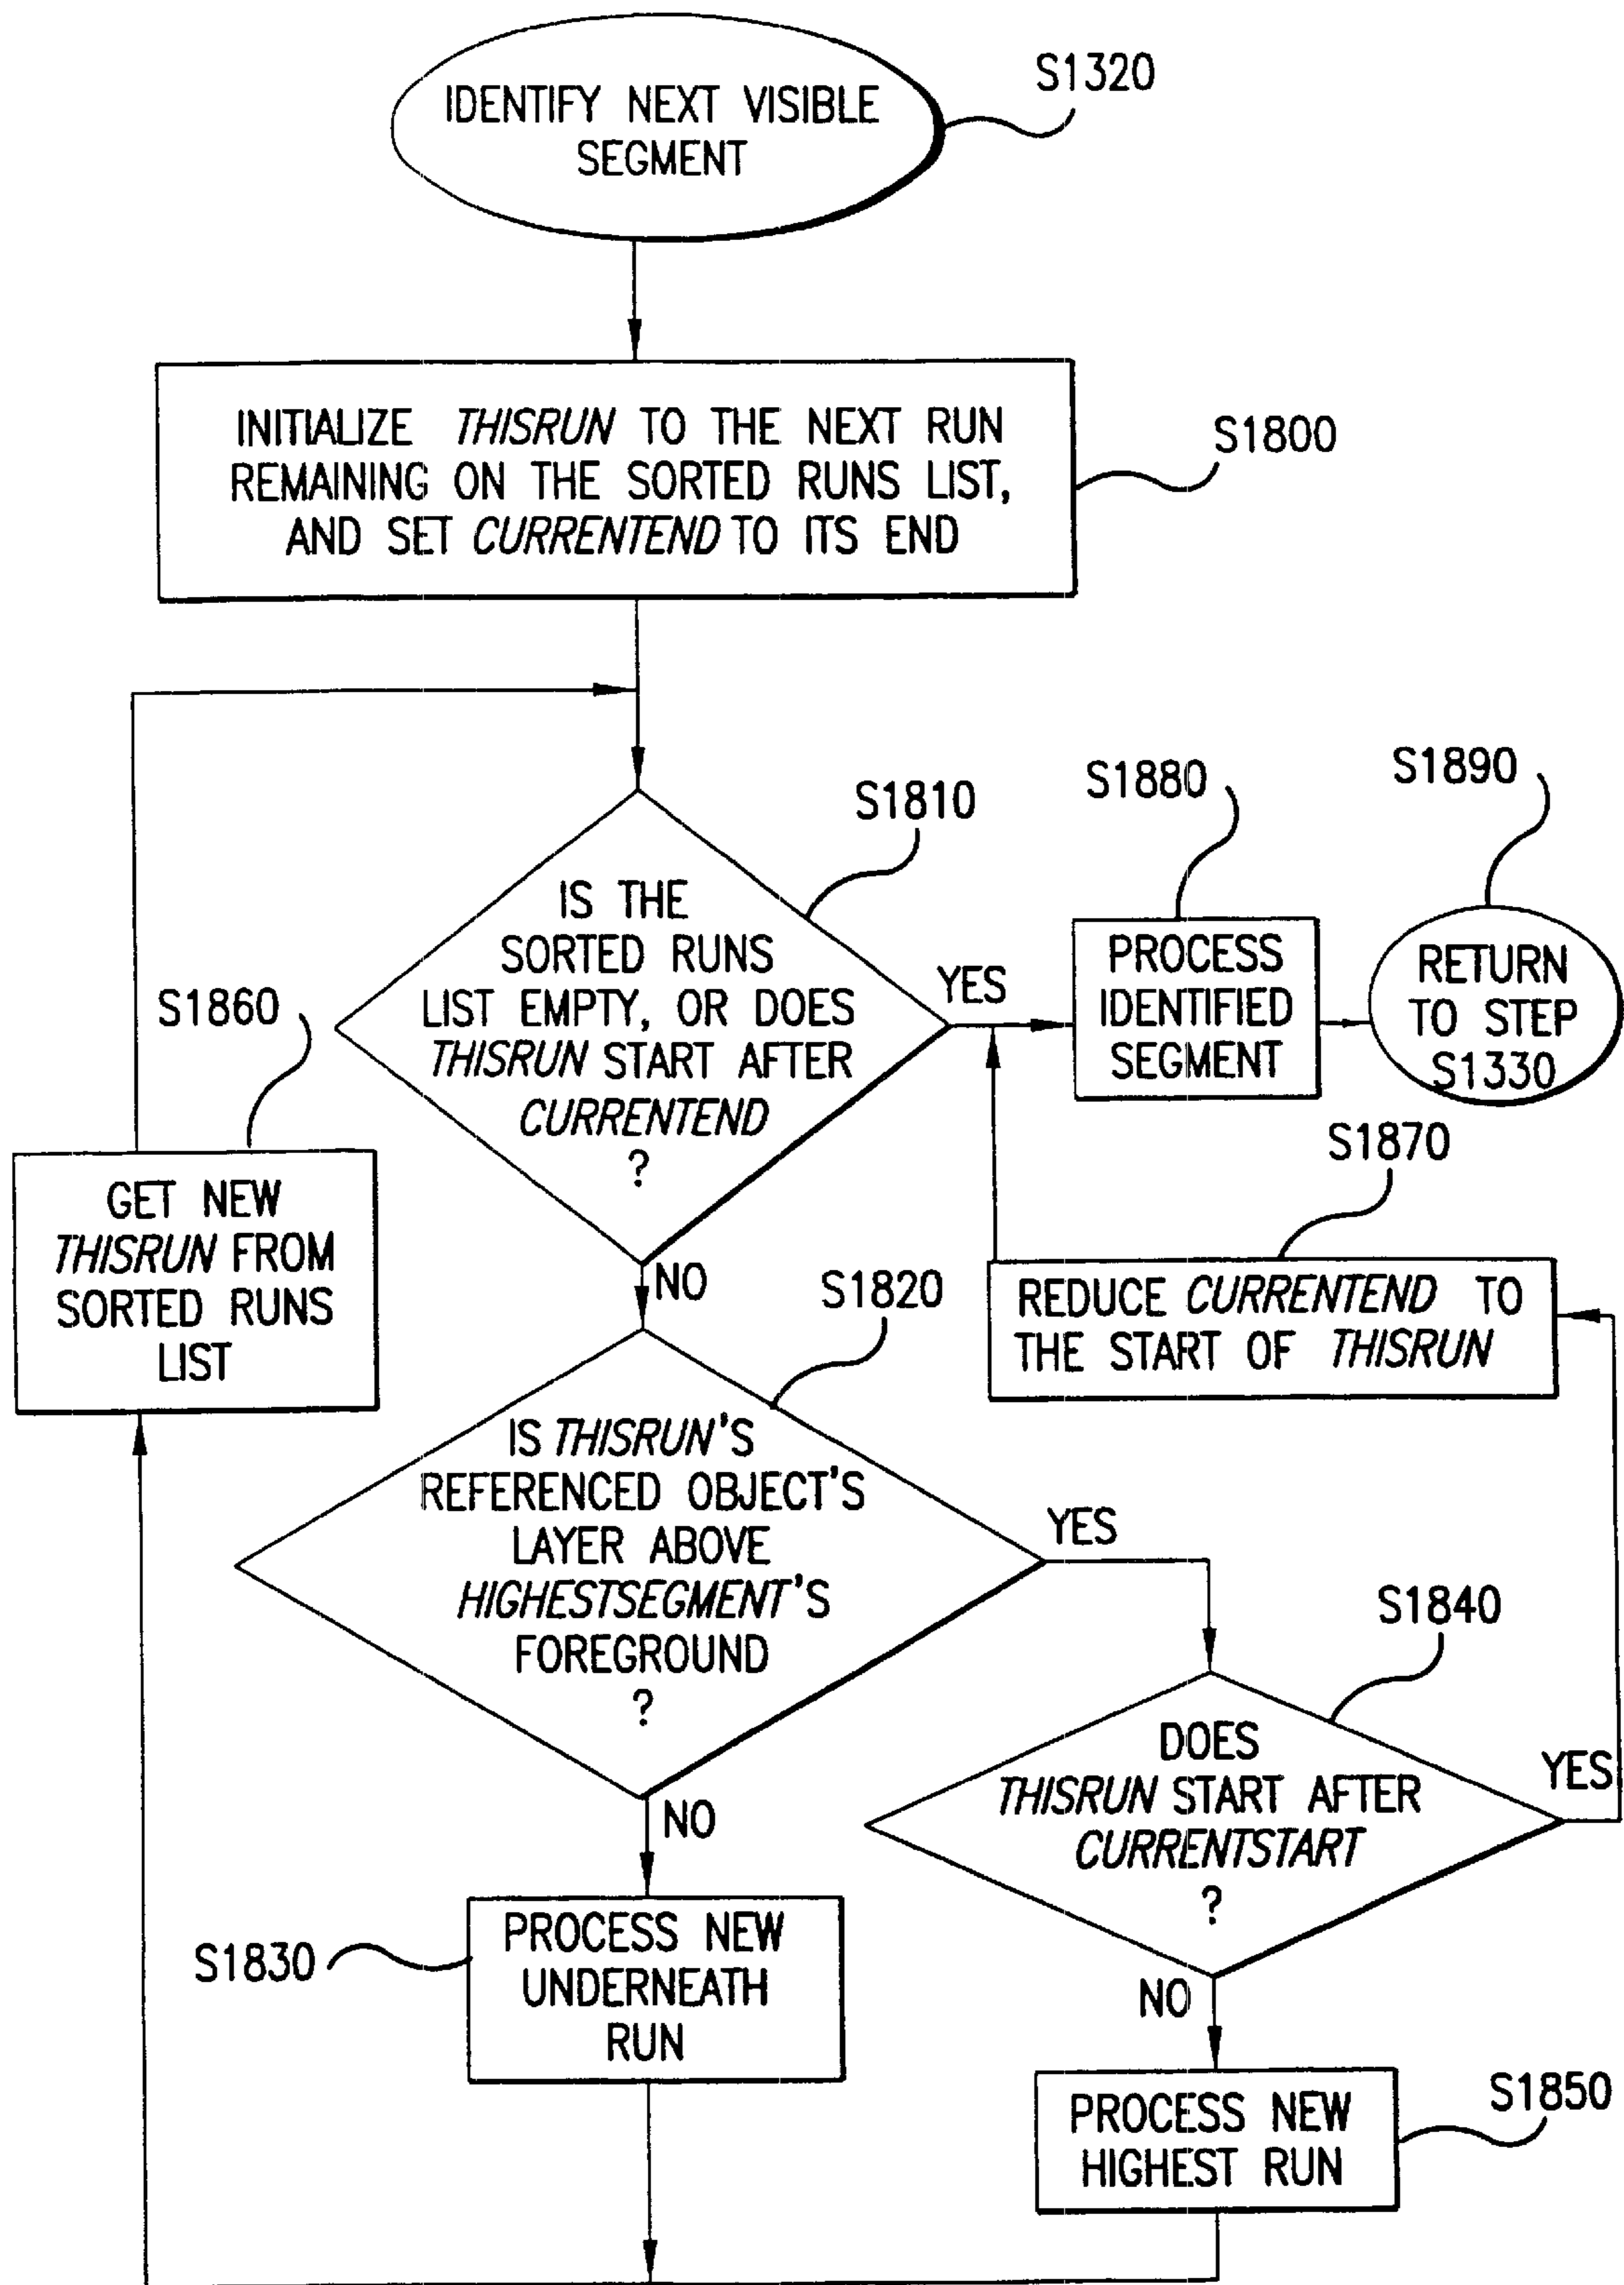 IDENTIFY NEXT VISIBLE
SEGMENT
S1320
INITIALIZE THISRUN TO THE NEXT RUN
REMAINING ON THE SORTED RUNS LIST,
AND SET CURRENTEND TO ITS END
S1800
S1810
IS THE
SORTED RUNS
LIST EMPTY, OR DOES
THISRUN START AFTER
CURRENTEND
?
YES
S1880
PROCESS
IDENTIFIED
SEGMENT
S1890
RETURN
TO STEP
S1330
S1860
GET NEW
THISRUN FROM
SORTED RUNS
LIST
NO
S1870
REDUCE CURRENTEND TO
THE START OF THISRUN
S1820
IS THISRUN'S
REFERENCED OBJECT'S
LAYER ABOVE
HIGHESTSEGMENT'S
FOREGROUND
?
YES
S1840
DOES
THISRUN START AFTER
CURRENTSTART
?
YES
NO
S1830
PROCESS NEW
UNDERNEATH
RUN
NO
S1850
PROCESS NEW
HIGHEST RUN